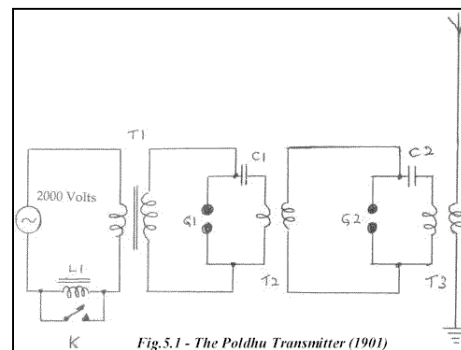 T1
C1
C2
2000 Volts
G1
G2
L1
T2
T3
K
Fig.5.1 - The Poldhu Transmitter (1901)